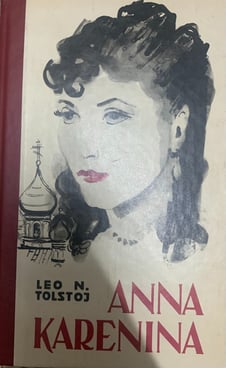 LEO N.
TOLSTOJ
ANNA
KARENINA